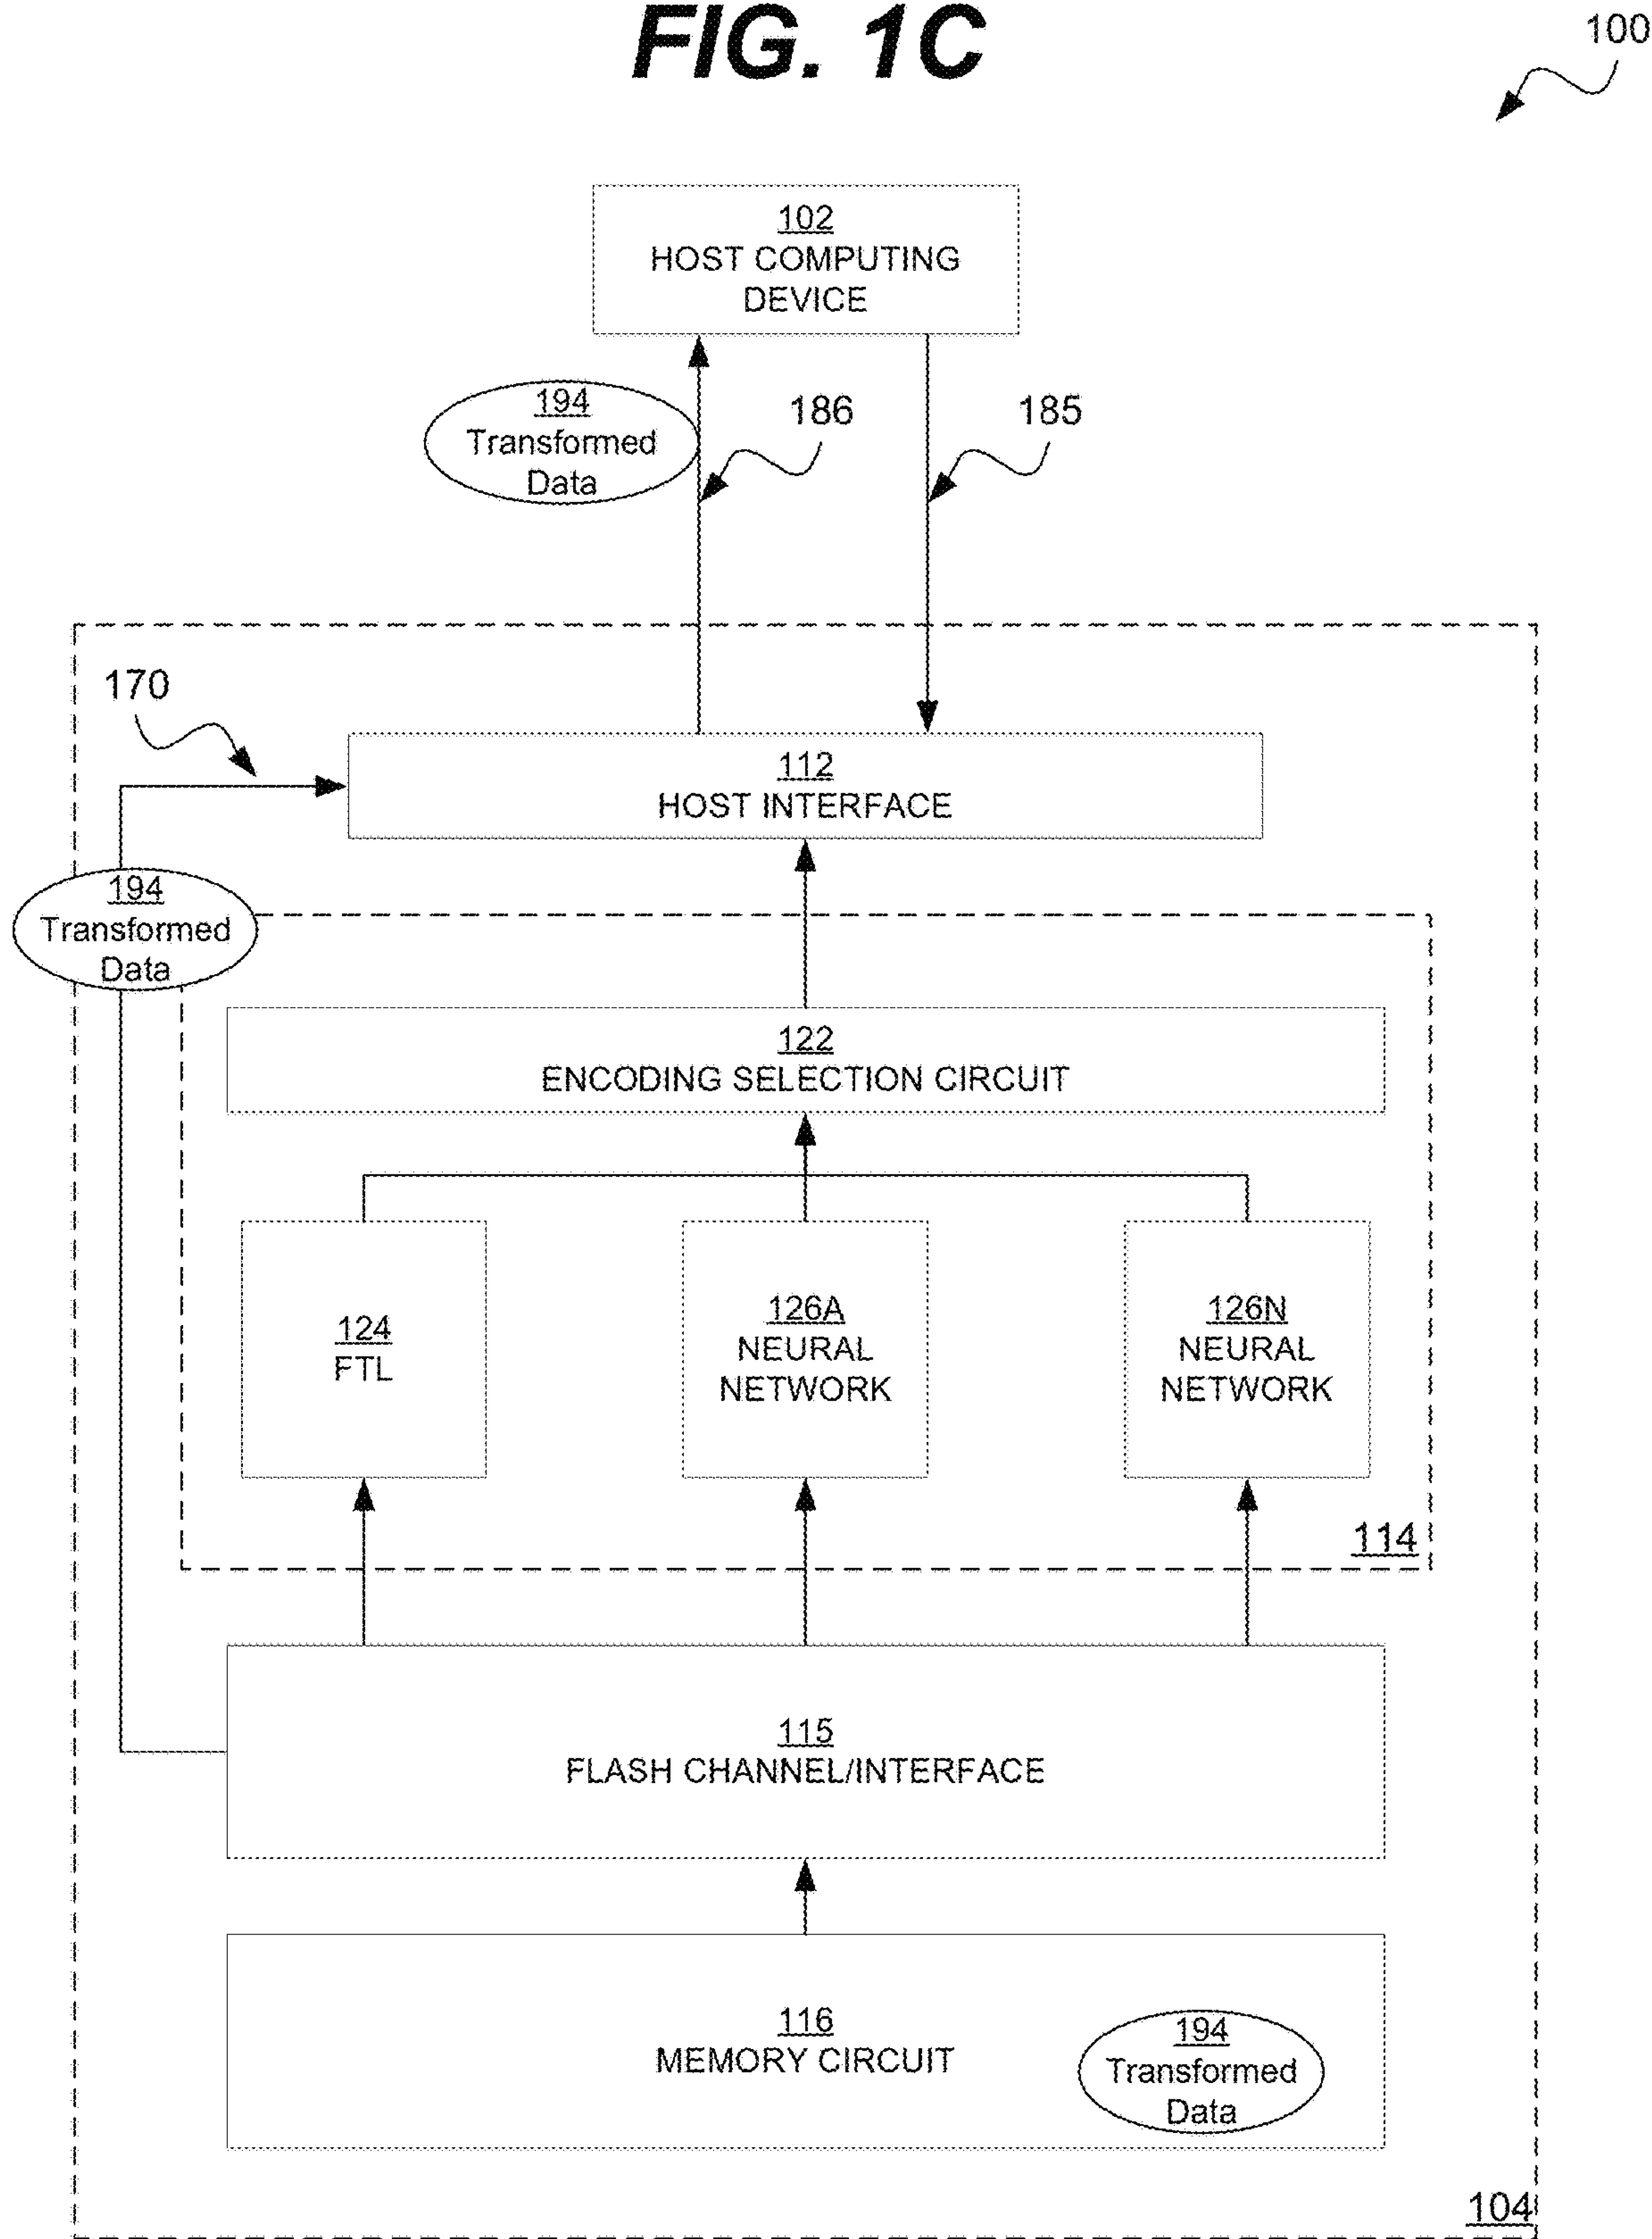 FIG. 1C
100
102
HOST COMPUTING
DEVICE
194
Transformed
Data
186
185
170
112
HOST INTERFACE
194
Transformed
Data
122
ENCODING SELECTION CIRCUIT
124
FTL
126A
NEURAL
NETWORK
126N
NEURAL
NETWORK
114
115
FLASH CHANNEL/INTERFACE
116
MEMORY CIRCUIT
194
Transformed
Data
104